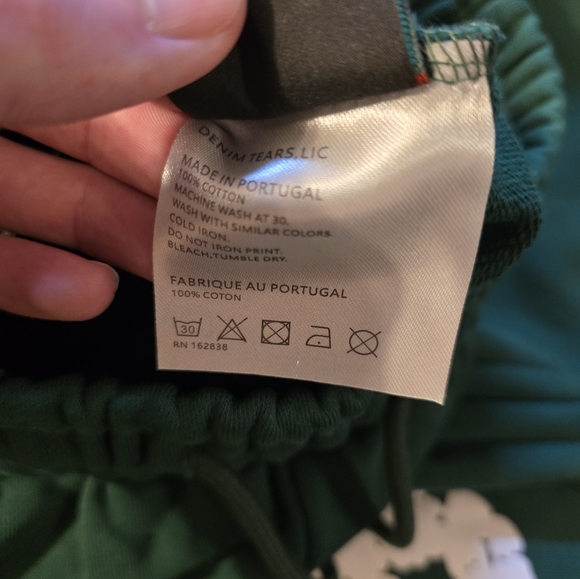 DENIM TEARS,LIC
MADE IN PORTUGAL
100% COTTON
MACHINE WASH AT 30.
WASH WITH SIMILAR COLORS.
COLD IRON.
DO NOT IRON PRINT.
BLEACH,TUMBLE DRY.
FABRIQUE AU PORTUGAL
100% COTON
30
RN 162838